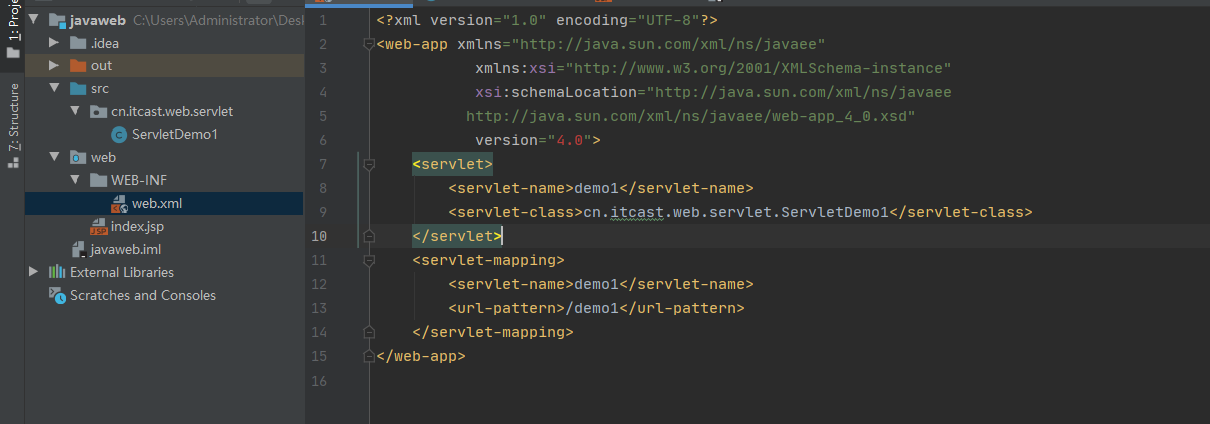 1: Project
7: Structure
javaweb C:\Users\Administrator\Desk
.idea
out
src
cn.itcast.web.servlet
ServletDemo1
web
WEB-INF
web.xml
index.jsp
javaweb.iml
External Libraries
Scratches and Consoles
1 <?xml version="1.0" encoding="UTF-8"?>
2 <web-app xmlns="http://java.sun.com/xml/ns/javaee"
3 xmlns:xsi="http://www.w3.org/2001/XMLSchema-instance"
4 xsi:schemaLocation="http://java.sun.com/xml/ns/javaee
5 http://java.sun.com/xml/ns/javaee/web-app_4_0.xsd"
6 version="4.0">
7 <servlet>
8 <servlet-name>demo1</servlet-name>
9 <servlet-class>cn.itcast.web.servlet.ServletDemo1</servlet-class>
10 </servlet>
11 <servlet-mapping>
12 <servlet-name>demo1</servlet-name>
13 <url-pattern>/demo1</url-pattern>
14 </servlet-mapping>
15 </web-app>
16